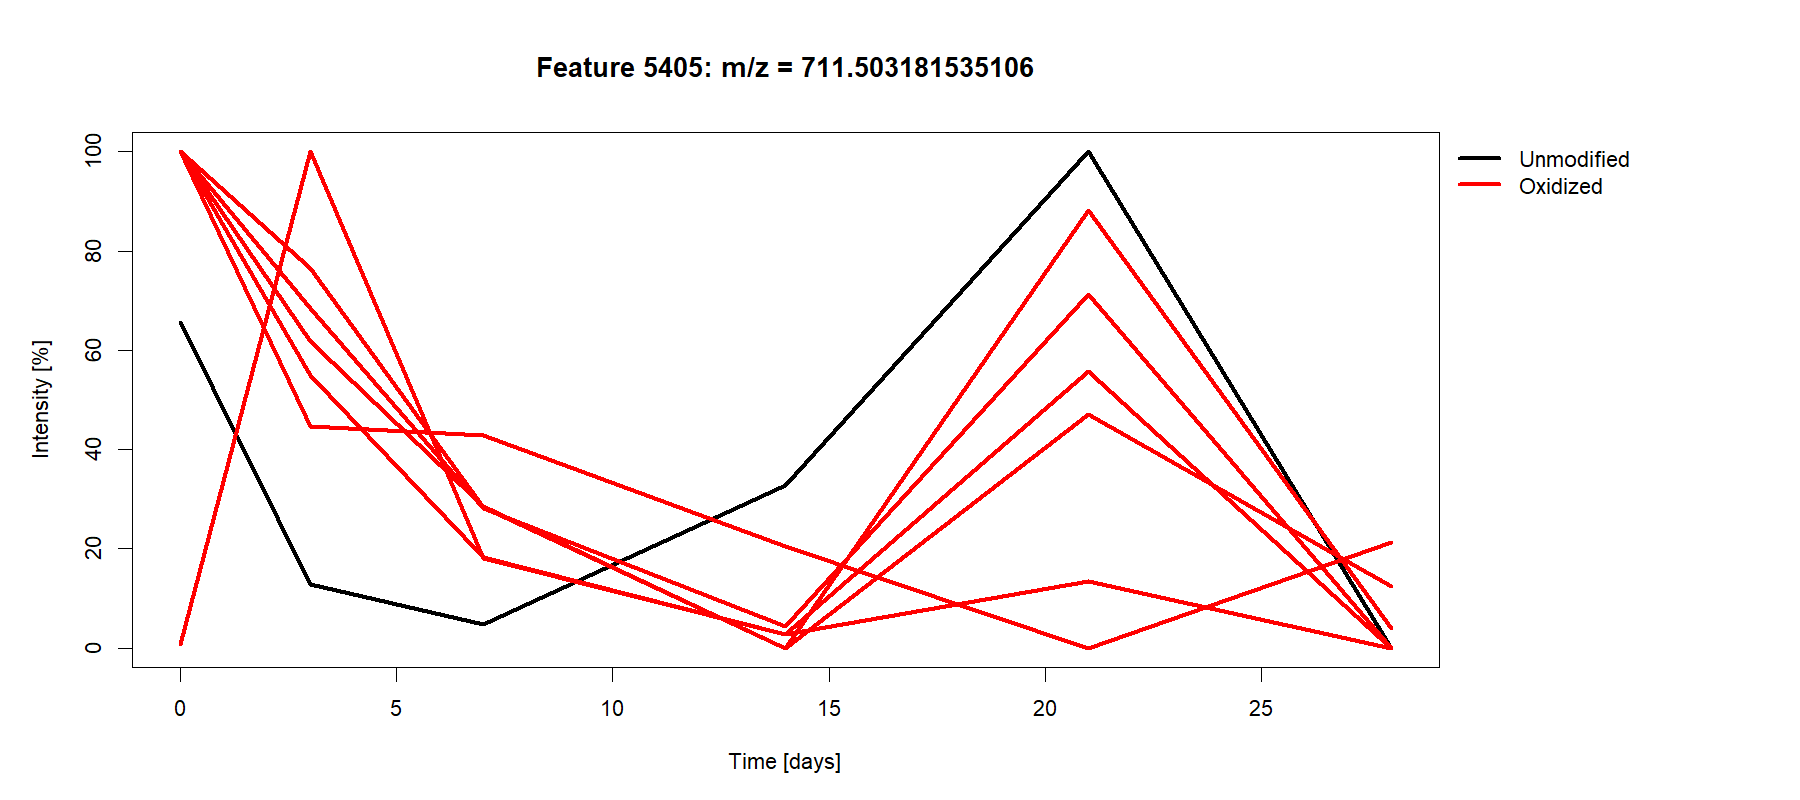 Feature 5405: m/z = 711.503181535106
Unmodified
Oxidized
100
80
60
40
20
0
Intensity [%]
0 5 10 15 20 25
Time [days]